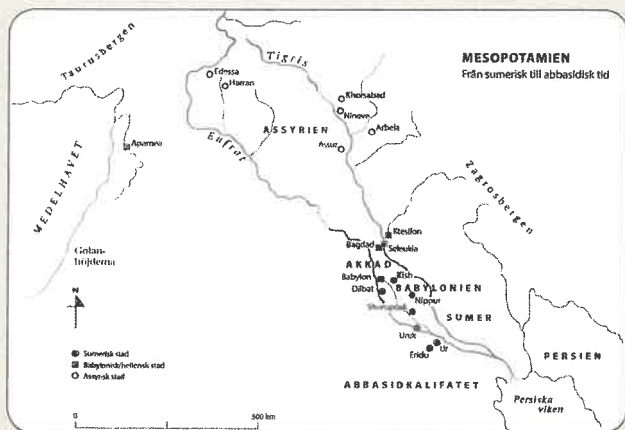 MESOPOTAMIEN
Från sumerisk till abbasidisk tid
Taurusbergen
Tigris
Edessa
Harran
Khorsabad
Nineve
ASSYRIEN
Arbela
Assur
Eufrat
Apamea
MEDELHAVET
Zagrosbergen
Ktesifon
Bagdad
Seleukia
Golan-
höjderna
AKKAD
Babylon
Kish
BABYLONIEN
Dilbat
Nippur
SUMER
N
Uruk
Ur
Eridu
PERSIEN
Sumerisk stad
Babylonisk/hellensk stad
Assyrisk stad
ABBASIDKALIFATET
Persiska
viken
0
500 km